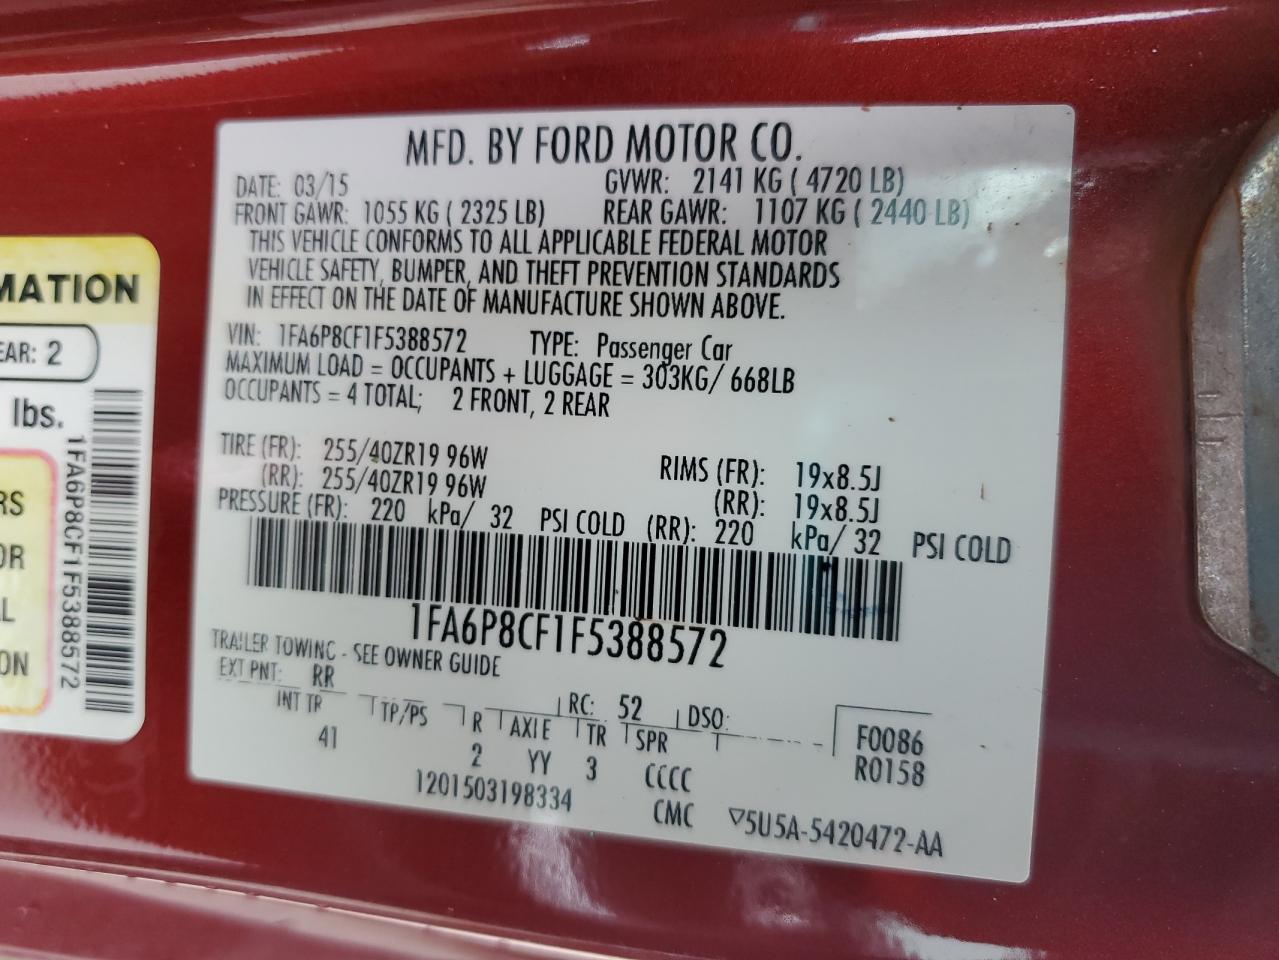 MFD. BY FORD MOTOR CO.
DATE: 03/15 GVWR: 2141 KG ( 4720 LB)
FRONT GAWR: 1055 KG ( 2325 LB) REAR GAWR: 1107 KG ( 2440 LB)
THIS VEHICLE CONFORMS TO ALL APPLICABLE FEDERAL MOTOR
VEHICLE SAFETY, BUMPER, AND THEFT PREVENTION STANDARDS
IN EFFECT ON THE DATE OF MANUFACTURE SHOWN ABOVE.
VIN: 1FA6P8CF1F5388572 TYPE: Passenger Car
MAXIMUM LOAD = OCCUPANTS + LUGGAGE = 303KG/ 668LB
OCCUPANTS = 4 TOTAL; 2 FRONT, 2 REAR
TIRE (FR): 255/40ZR19 96W RIMS (FR): 19x8.5J
(RR): 255/40ZR19 96W (RR): 19x8.5J
PRESSURE (FR): 220 kPa/ 32 PSI COLD (RR): 220 kPa/ 32 PSI COLD
1FA6P8CF1F5388572
TRAILER TOWING - SEE OWNER GUIDE
EXT PNT: RR RC: 52 DSO:
INT TR TP/PS R AXLE TR SPR F0086
41 2 YY 3 CCCC R0158
1201503198334 CMC ▽5U5A-5420472-AA
MATION
EAR: 2
lbs.
1FA6P8CF1F5388572
RS
OR
L
ON